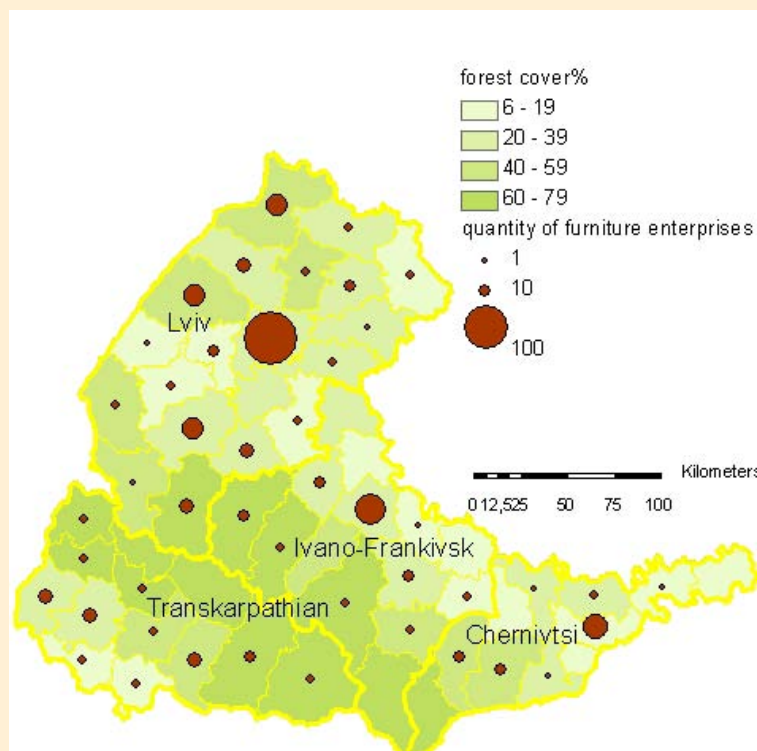 forest cover%
6 - 19
20 - 39
40 - 59
60 - 79
quantity of furniture enterprises
1
10
100
Lviv
Kilometers
0 12,525 50 75 100
Ivano-Frankivsk
Transkarpathian
Chernivtsi